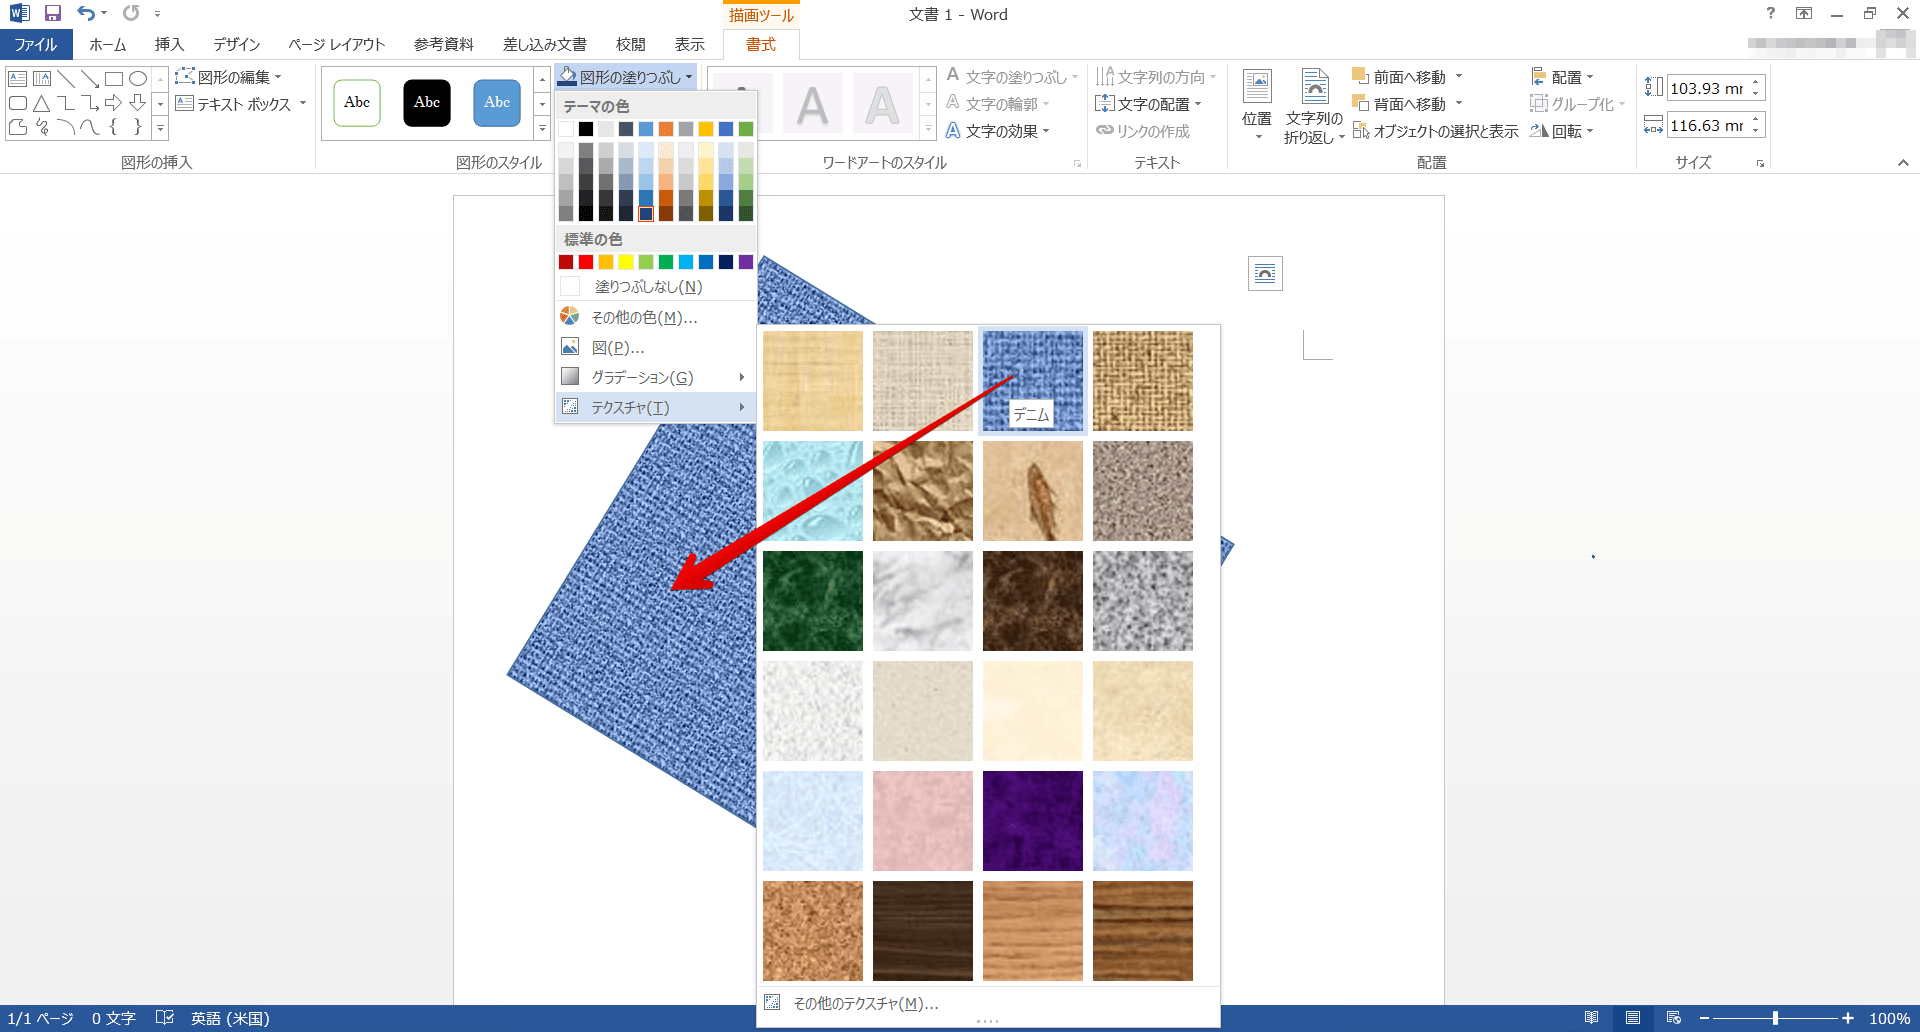 描画ツール
文書 1 - Word
?
ファイル
ホーム
挿入
デザイン
ページ レイアウト
参考資料
差し込み文書
校閲
表示
書式
図形の編集
テキスト ボックス
図形の挿入
Abc
Abc
Abc
図形のスタイル
図形の塗りつぶし
A
A
ワードアートのスタイル
A 文字の塗りつぶし
A 文字の輪郭
A 文字の効果
文字列の方向
文字の配置
リンクの作成
テキスト
位置
文字列の
折り返し
前面へ移動
背面へ移動
オブジェクトの選択と表示
配置
グループ化
回転
配置
103.93 mr
116.63 mr
サイズ
テーマの色
標準の色
塗りつぶしなし(N)
その他の色(M)...
図(P)...
グラデーション(G)
テクスチャ(T)
デニム
その他のテクスチャ(M)...
1/1 ページ
0 文字
英語 (米国)
100%